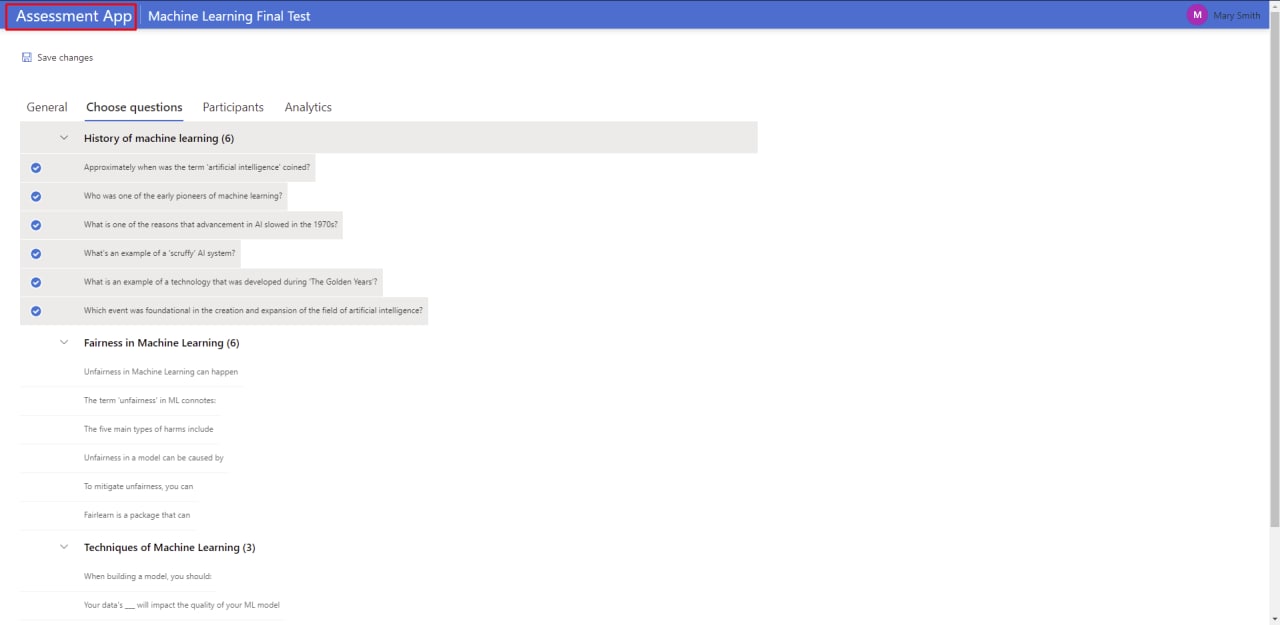 Assessment App Machine Learning Final Test M Mary Smith
Save changes
General Choose questions Participants Analytics
History of machine learning (6)
Approximately when was the term 'artificial intelligence' coined?
Who was one of the early pioneers of machine learning?
What is one of the reasons that advancement in AI slowed in the 1970s?
What's an example of a 'scruffy' AI system?
What is an example of a technology that was developed during 'The Golden Years'?
Which event was foundational in the creation and expansion of the field of artificial intelligence?
Fairness in Machine Learning (6)
Unfairness in Machine Learning can happen
The term 'unfairness' in ML connotes:
The five main types of harms include
Unfairness in a model can be caused by
To mitigate unfairness, you can
Fairlearn is a package that can
Techniques of Machine Learning (3)
When building a model, you should:
Your data's ___ will impact the quality of your ML model